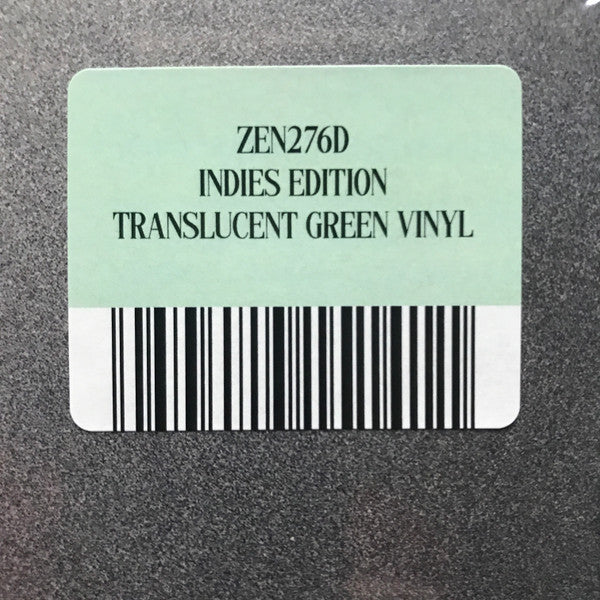 ZEN276D
INDIES EDITION
TRANSLUCENT GREEN VINYL